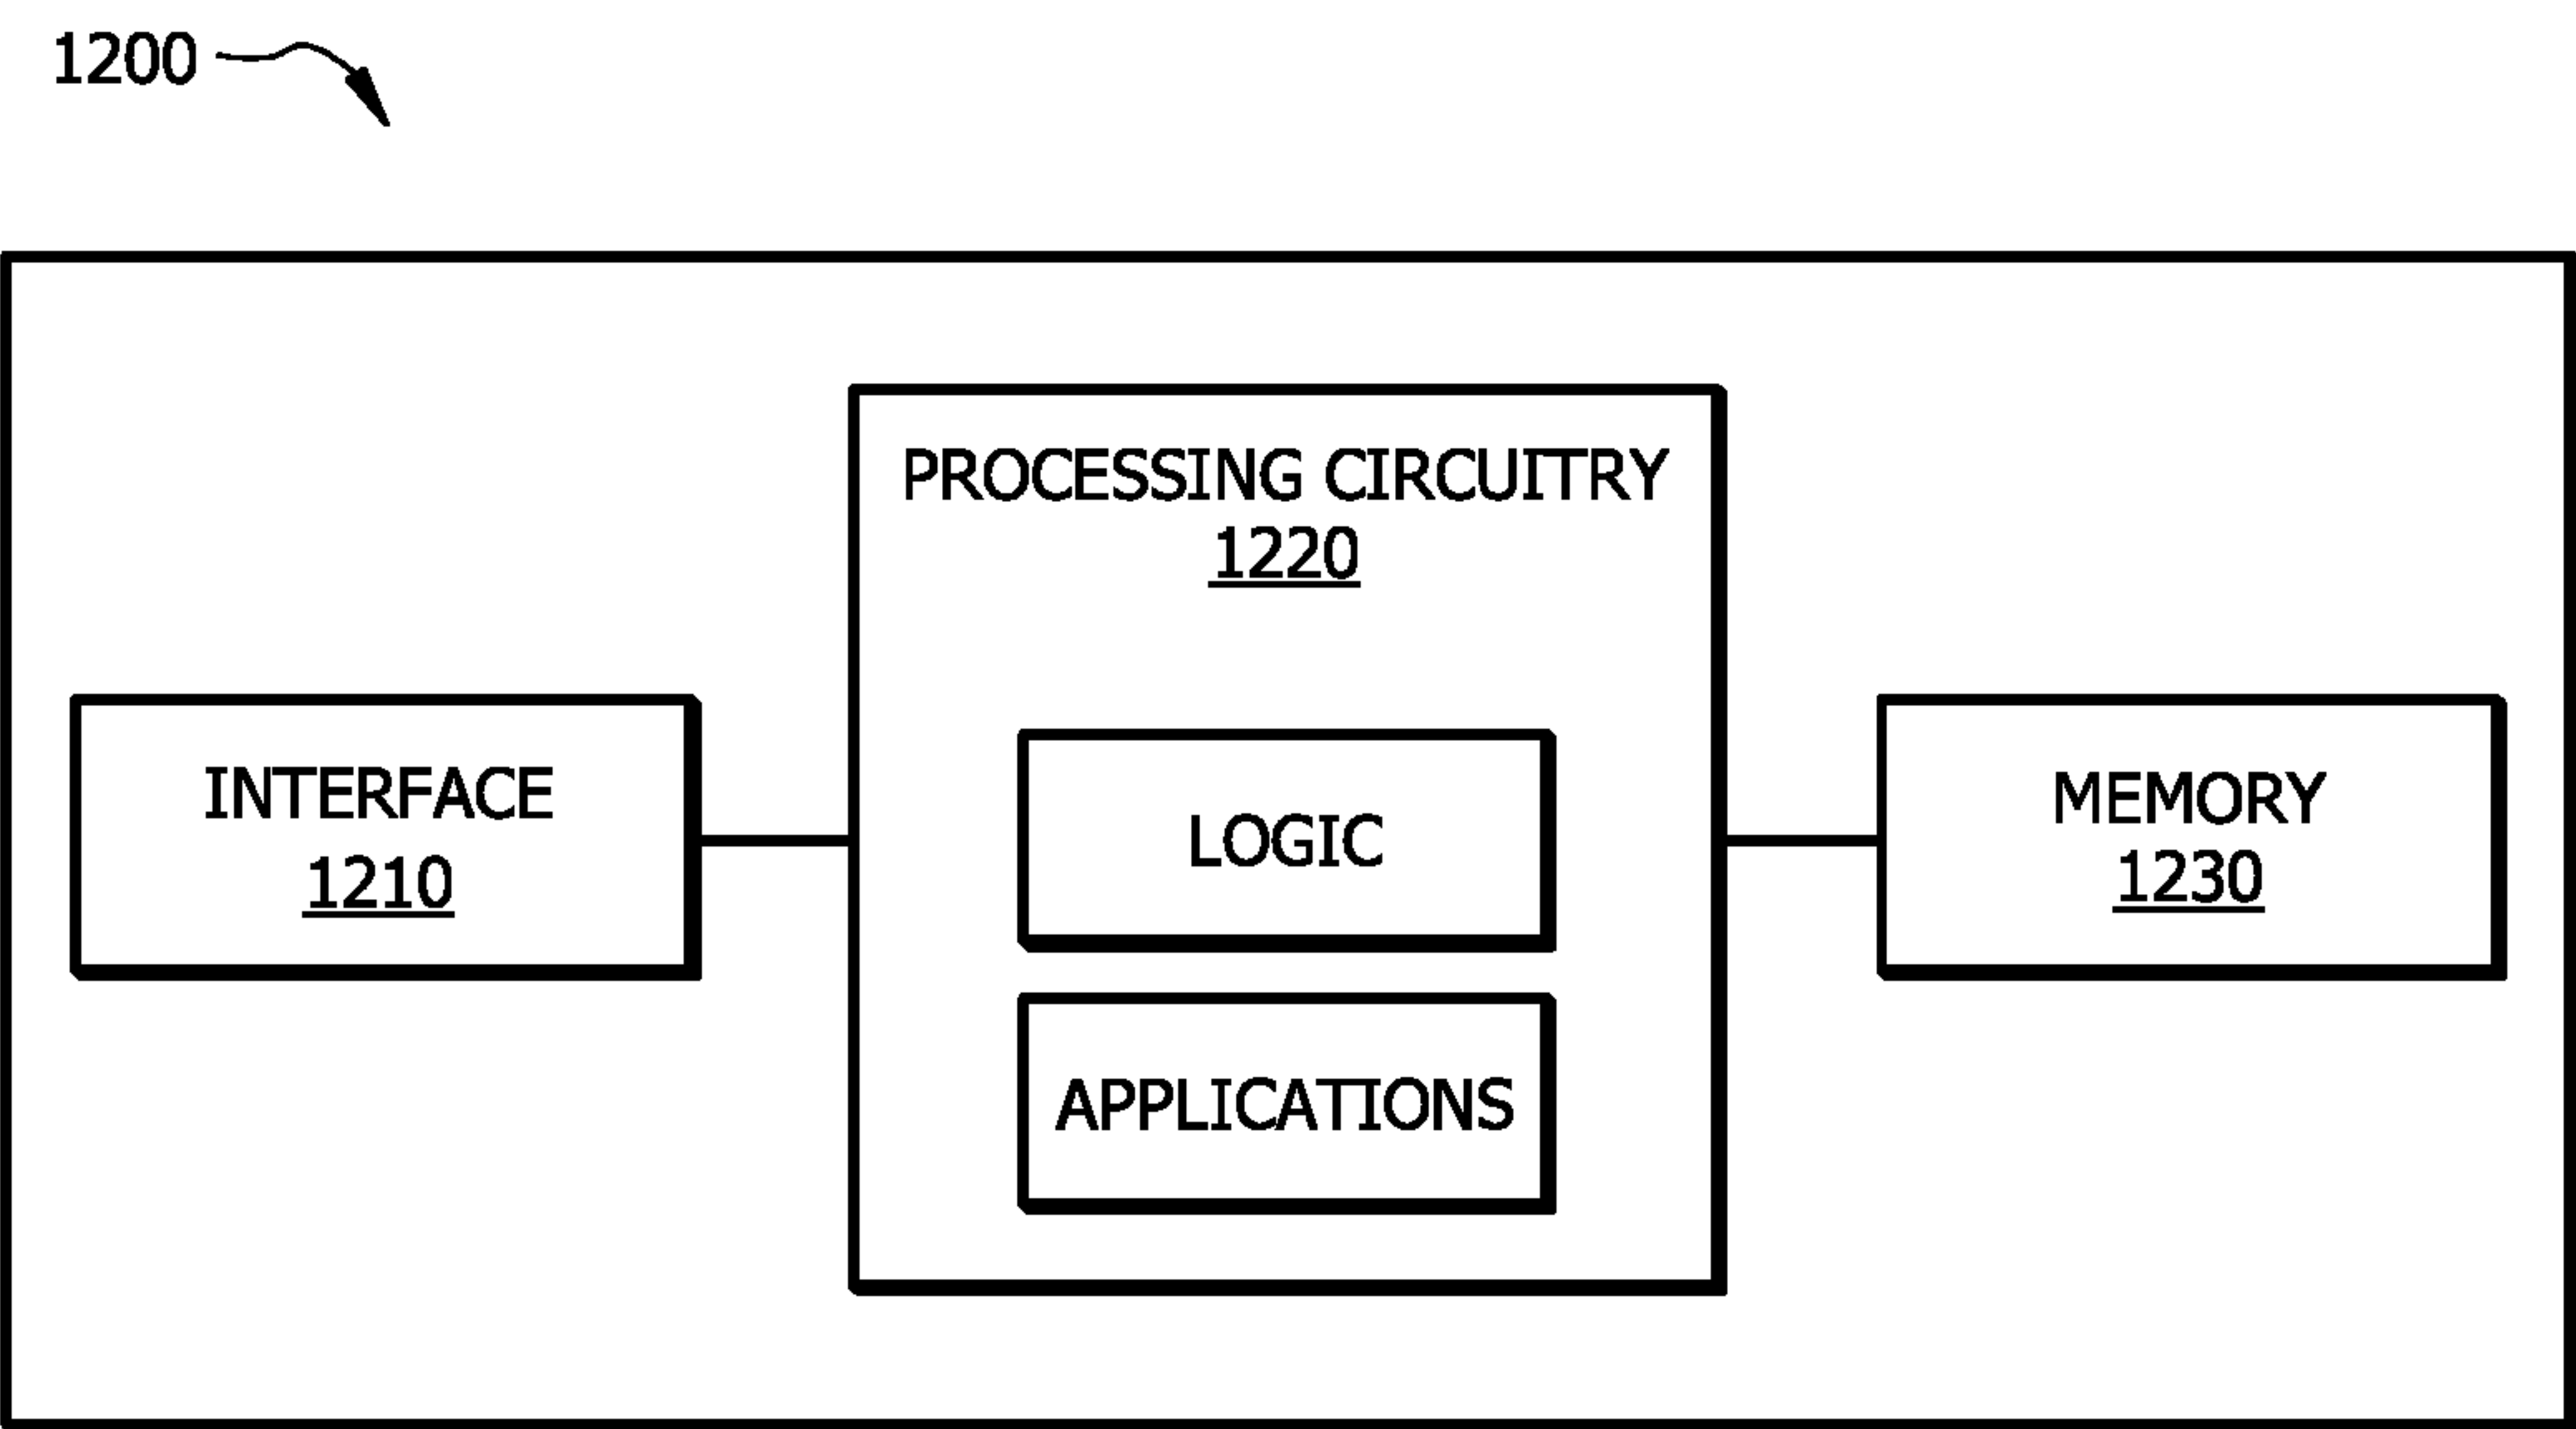 1200
PROCESSING CIRCUITRY
1220
INTERFACE
1210
LOGIC
APPLICATIONS
MEMORY
1230